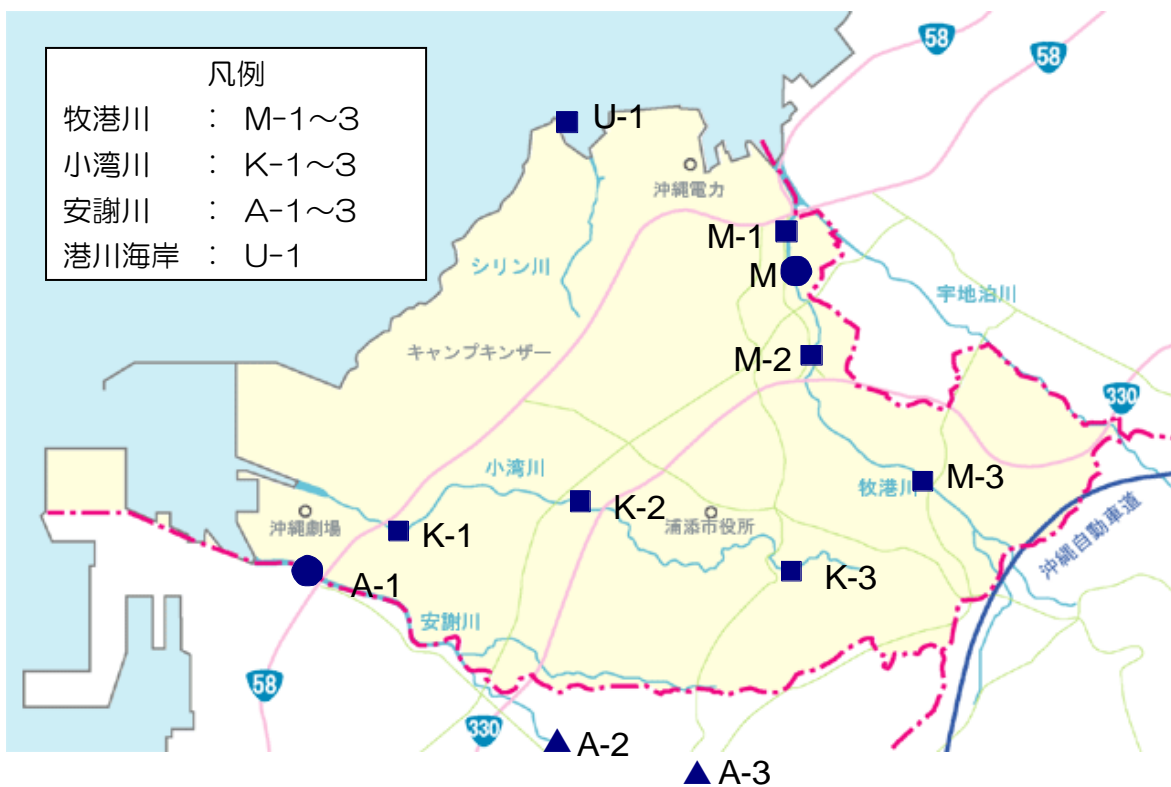 凡例
牧港川 : M-1～3
小湾川 : K-1～3
安謝川 : A-1～3
港川海岸 : U-1
58
58
U-1
沖縄電力
M-1
シリン川
M
宇地泊川
キャンプキンザー
M-2
330
小湾川
牧港川
M-3
K-2
浦添市役所
沖縄劇場
K-1
沖縄自動車道
K-3
A-1
安謝川
58
330
A-2
A-3